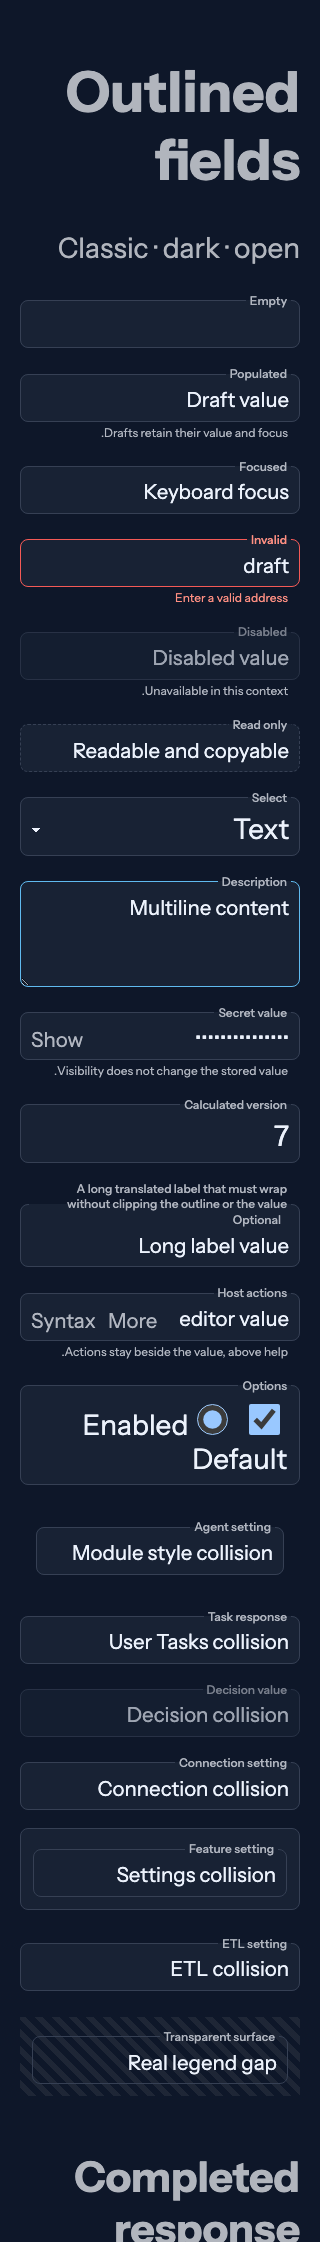 Outlined
fields
Classic · dark · open
Empty
Populated
Draft value
.Drafts retain their value and focus
Focused
Keyboard focus
Invalid
draft
Enter a valid address
Disabled
Disabled value
.Unavailable in this context
Read only
Readable and copyable
Select
Text
Description
Multiline content
Secret value
Show ···············
.Visibility does not change the stored value
Calculated version
7
A long translated label that must wrap
without clipping the outline or the value
Optional
Long label value
Host actions
Syntax More editor value
.Actions stay beside the value, above help
Options
Enabled
Default
Agent setting
Module style collision
Task response
User Tasks collision
Decision value
Decision collision
Connection setting
Connection collision
Feature setting
Settings collision
ETL setting
ETL collision
Transparent surface
Real legend gap
Completed
response